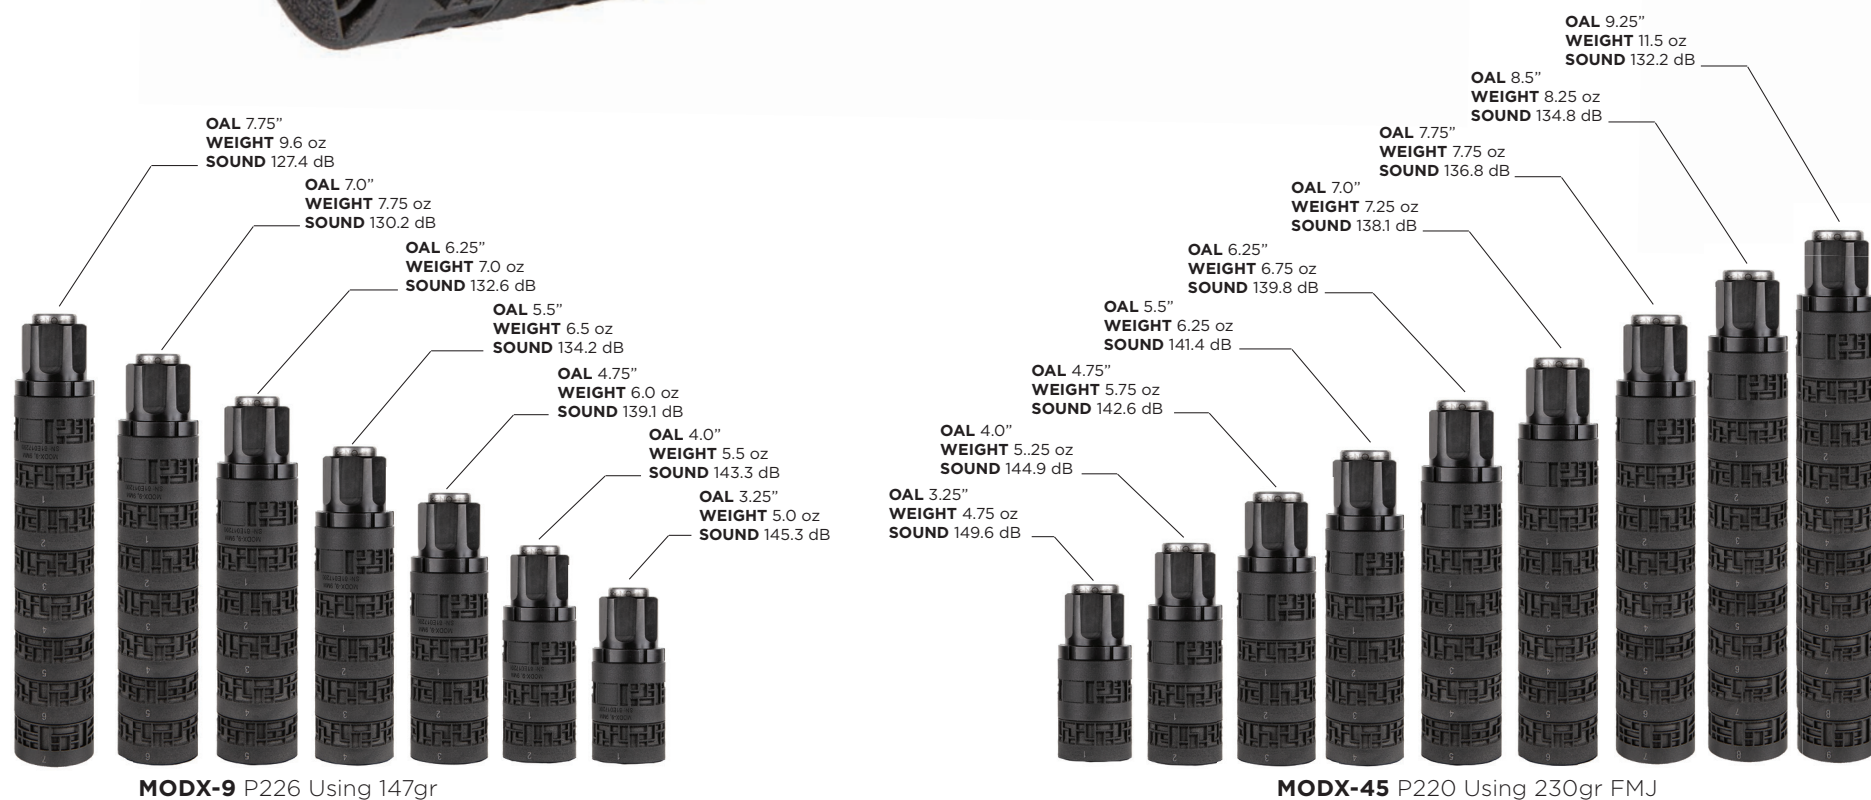 OAL 7.75”
WEIGHT 9.6 oz
SOUND 127.4 dB
OAL 7.0”
WEIGHT 7.75 oz
SOUND 130.2 dB
OAL 6.25”
WEIGHT 7.0 oz
SOUND 132.6 dB
OAL 5.5”
WEIGHT 6.5 oz
SOUND 134.2 dB
OAL 4.75”
WEIGHT 6.0 oz
SOUND 139.1 dB
OAL 4.0”
WEIGHT 5.5 oz
SOUND 143.3 dB
OAL 3.25”
WEIGHT 5.0 oz
SOUND 145.3 dB
MODX-9 P226 Using 147gr
OAL 3.25”
WEIGHT 4.75 oz
SOUND 149.6 dB
OAL 4.0”
WEIGHT 5..25 oz
SOUND 144.9 dB
OAL 4.75”
WEIGHT 5.75 oz
SOUND 142.6 dB
OAL 5.5”
WEIGHT 6.25 oz
SOUND 141.4 dB
OAL 6.25”
WEIGHT 6.75 oz
SOUND 139.8 dB
OAL 7.0”
WEIGHT 7.25 oz
SOUND 138.1 dB
OAL 7.75”
WEIGHT 7.75 oz
SOUND 136.8 dB
OAL 8.5”
WEIGHT 8.25 oz
SOUND 134.8 dB
OAL 9.25”
WEIGHT 11.5 oz
SOUND 132.2 dB
MODX-45 P220 Using 230gr FMJ